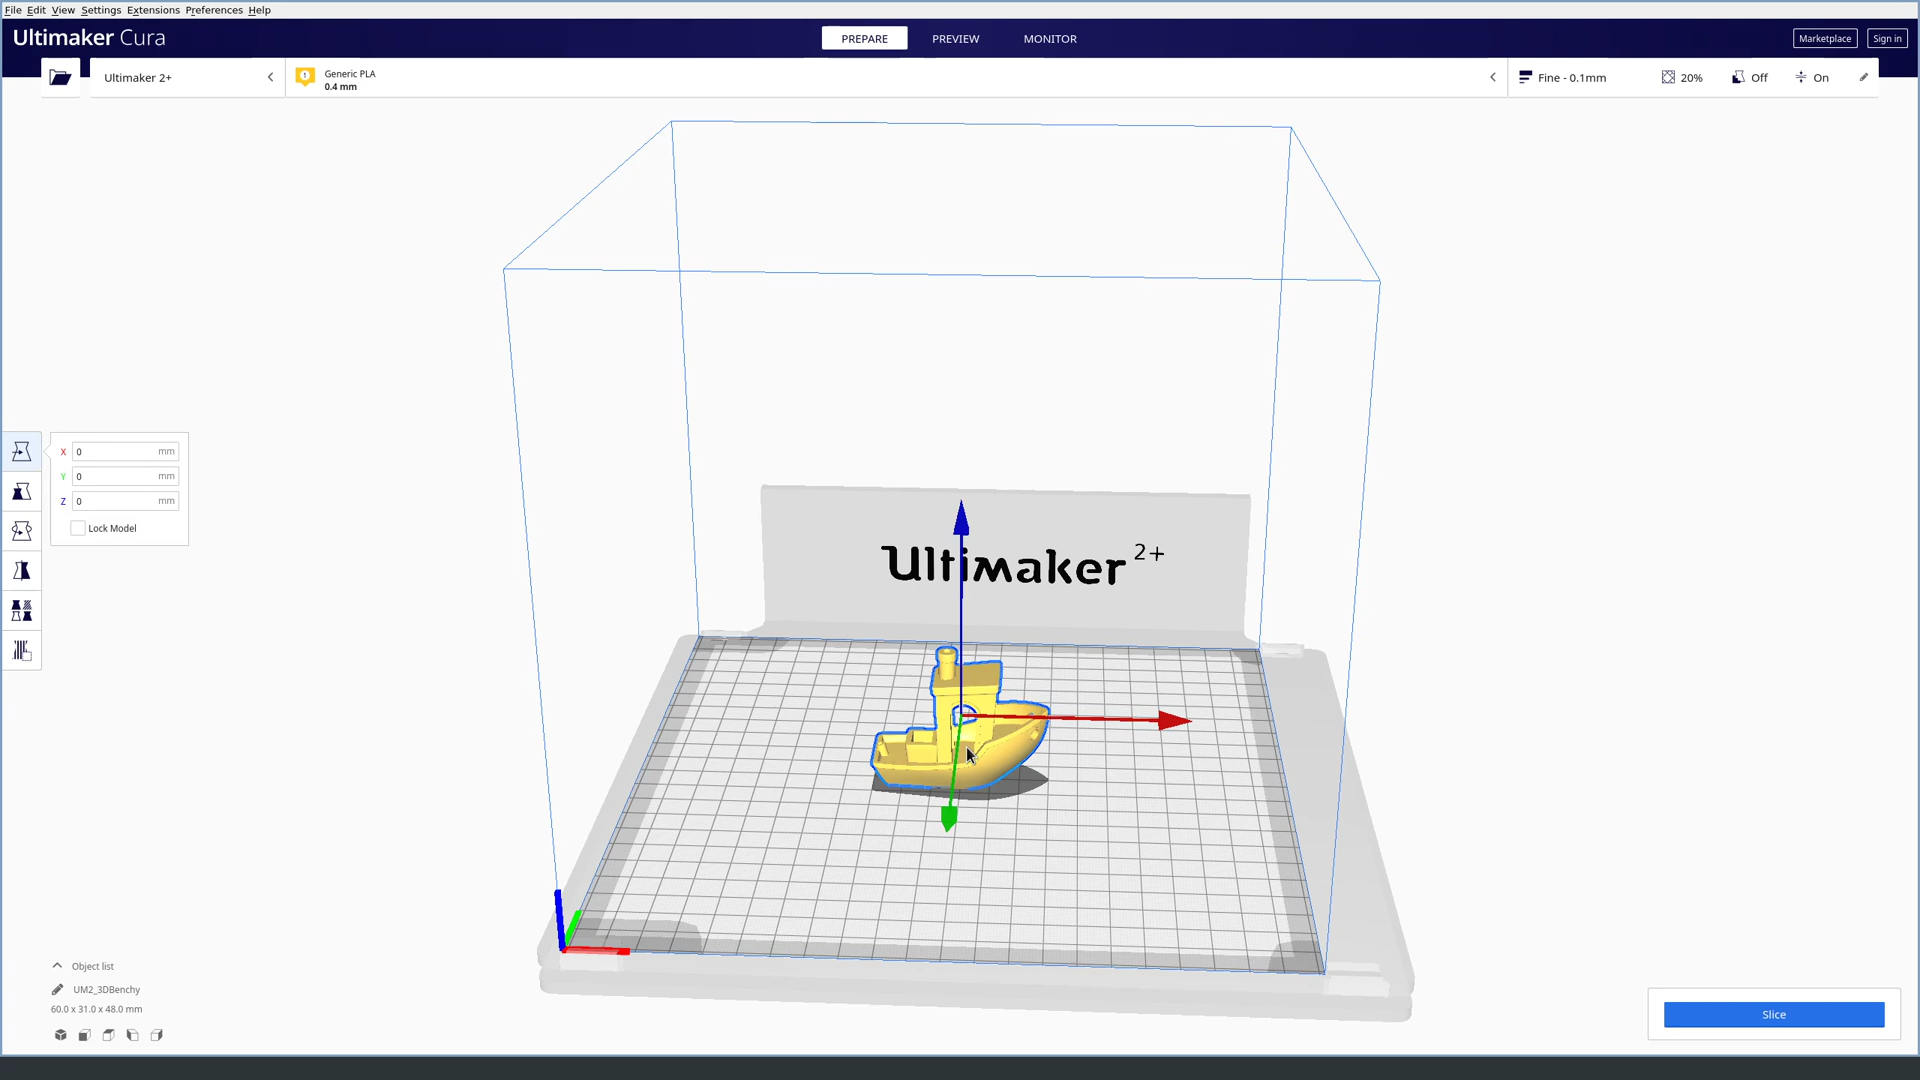 File Edit View Settings Extensions Preferences Help
Ultimaker Cura
PREPARE
PREVIEW
MONITOR
Marketplace
Sign in
Ultimaker 2+
1
Generic PLA
0.4 mm
Fine - 0.1mm
20%
Off
On
X 0 mm
Y 0 mm
Z 0 mm
Lock Model
Ultimaker 2+
Object list
UM2_3DBenchy
60.0 x 31.0 x 48.0 mm
Slice